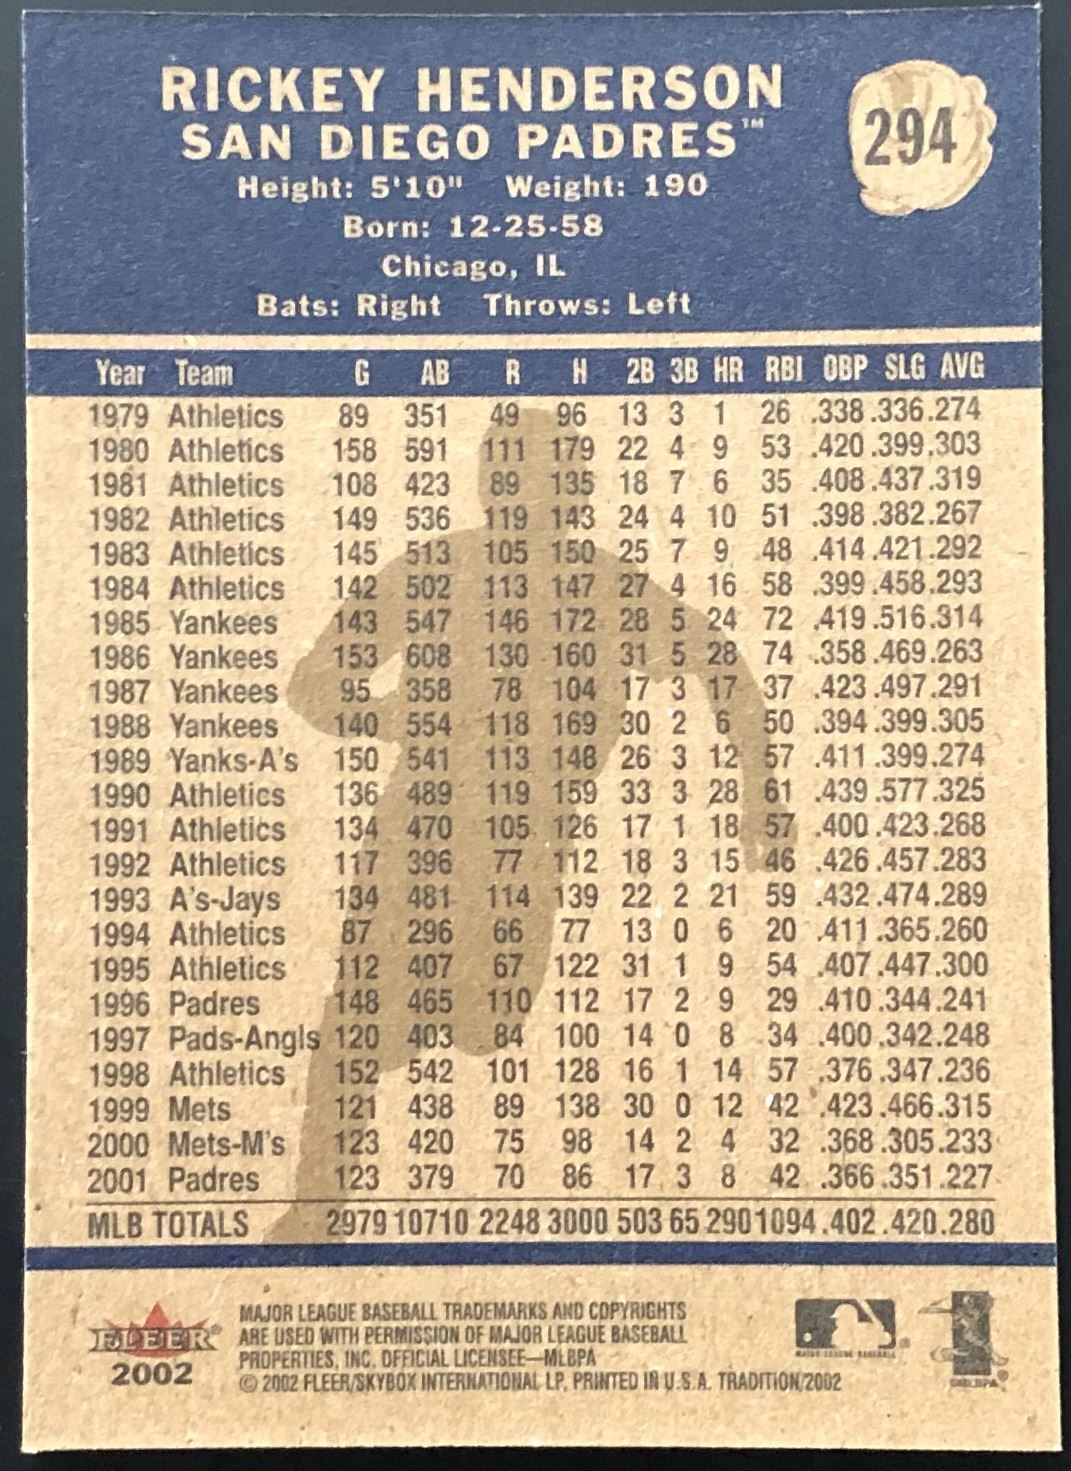 RICKEY HENDERSON
SAN DIEGO PADRES™
294
Height: 5'10" Weight: 190
Born: 12-25-58
Chicago, IL
Bats: Right Throws: Left
Year Team G AB R H 2B 3B HR RBI OBP SLG AVG
1979 Athletics 89 351 49 96 13 3 1 26 .338 .336 .274
1980 Athletics 158 591 111 179 22 4 9 53 .420 .399 .303
1981 Athletics 108 423 89 135 18 7 6 35 .408 .437 .319
1982 Athletics 149 536 119 143 24 4 10 51 .398 .382 .267
1983 Athletics 145 513 105 150 25 7 9 48 .414 .421 .292
1984 Athletics 142 502 113 147 27 4 16 58 .399 .458 .293
1985 Yankees 143 547 146 172 28 5 24 72 .419 .516 .314
1986 Yankees 153 608 130 160 31 5 28 74 .358 .469 .263
1987 Yankees 95 358 78 104 17 3 17 37 .423 .497 .291
1988 Yankees 140 554 118 169 30 2 6 50 .394 .399 .305
1989 Yanks-A's 150 541 113 148 26 3 12 57 .411 .399 .274
1990 Athletics 136 489 119 159 33 3 28 61 .439 .577 .325
1991 Athletics 134 470 105 126 17 1 18 57 .400 .423 .268
1992 Athletics 117 396 77 112 18 3 15 46 .426 .457 .283
1993 A's-Jays 134 481 114 139 22 2 21 59 .432 .474 .289
1994 Athletics 87 296 66 77 13 0 6 20 .411 .365 .260
1995 Athletics 112 407 67 122 31 1 9 54 .407 .447 .300
1996 Padres 148 465 110 112 17 2 9 29 .410 .344 .241
1997 Pads-Angls 120 403 84 100 14 0 8 34 .400 .342 .248
1998 Athletics 152 542 101 128 16 1 14 57 .376 .347 .236
1999 Mets 121 438 89 138 30 0 12 42 .423 .466 .315
2000 Mets-M's 123 420 75 98 14 2 4 32 .368 .305 .233
2001 Padres 123 379 70 86 17 3 8 42 .366 .351 .227
MLB TOTALS 2979 10710 2248 3000 503 65 290 1094 .402 .420 .280
FLEER®
2002
MAJOR LEAGUE BASEBALL TRADEMARKS AND COPYRIGHTS
ARE USED WITH PERMISSION OF MAJOR LEAGUE BASEBALL
PROPERTIES, INC. OFFICIAL LICENSEE—MLBPA
© 2002 FLEER/SKYBOX INTERNATIONAL LP, PRINTED IN U.S.A. TRADITION/2002
MAJOR LEAGUE BASEBALL
MLBPA